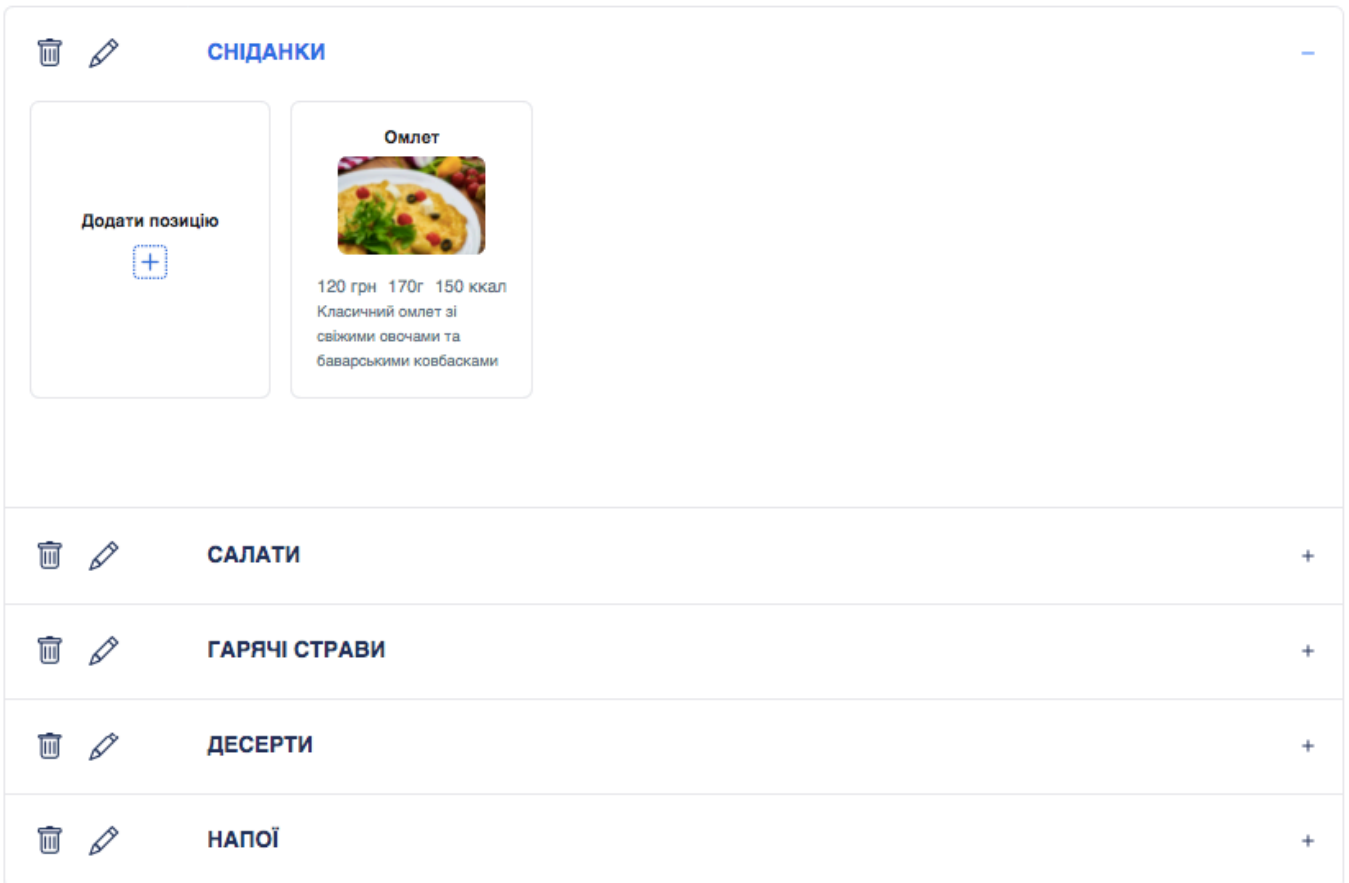 СНІДАНКИ
Додати позицію
Омлет
120 грн 170г 150 ккал
Класичний омлет зі
свіжими овочами та
баварськими ковбасками
САЛАТИ
ГАРЯЧІ СТРАВИ
ДЕСЕРТИ
НАПОЇ